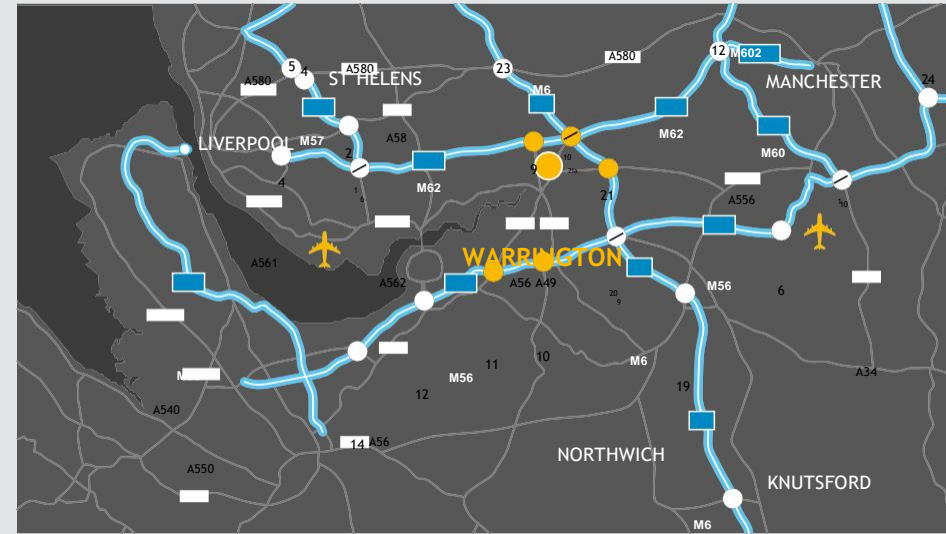 12
M602
A580
5
4
A580
A580
ST HELENS
23
MANCHESTER
24
M6
M62
A58
M57
LIVERPOOL
M60
2
10
9
4
M62
21
A556
A561
WARRINGTON
A562
A56
A49
M56
6
20
9
M6
11
10
M56
12
19
A34
A540
14
A56
NORTHWICH
A550
KNUTSFORD
M6